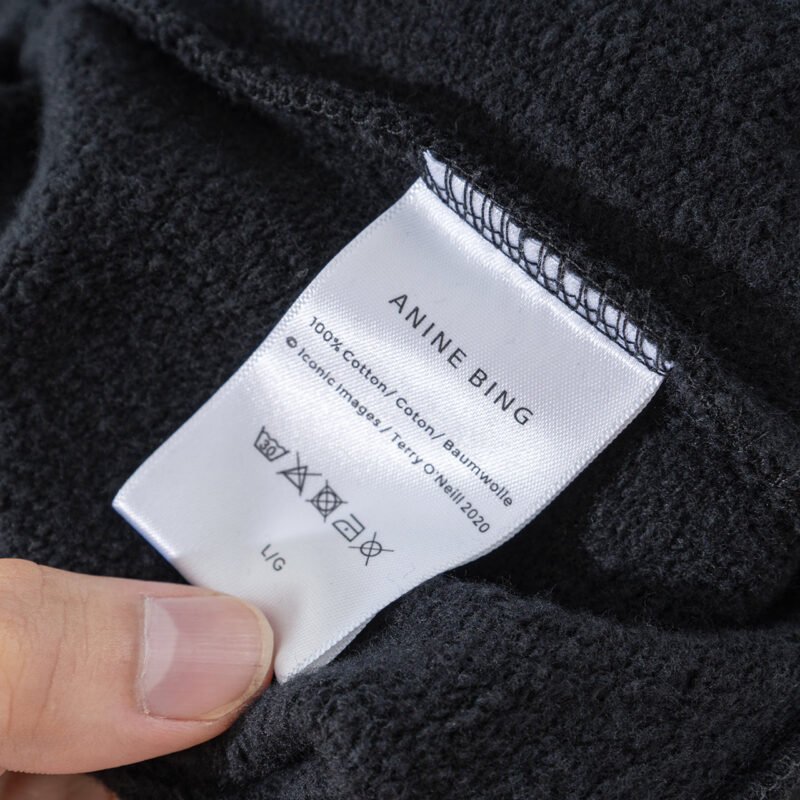 ANINE BING
100% Cotton/ Coton/ Baumwolle
© Iconic Images / Terry O'Neill 2020
30
L/G